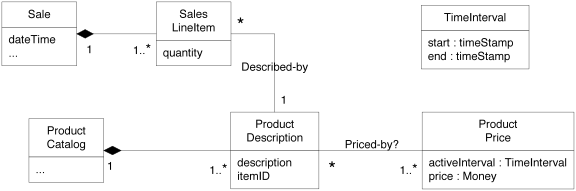 Sale
dateTime
...
1
1..*
Sales
LineItem
quantity
*
TimeInterval
start : timeStamp
end : timeStamp
Described-by
1
Product
Catalog
...
1
1..*
Product
Description
description
itemID
Priced-by?
*
1..*
Product
Price
activeInterval : TimeInterval
price : Money